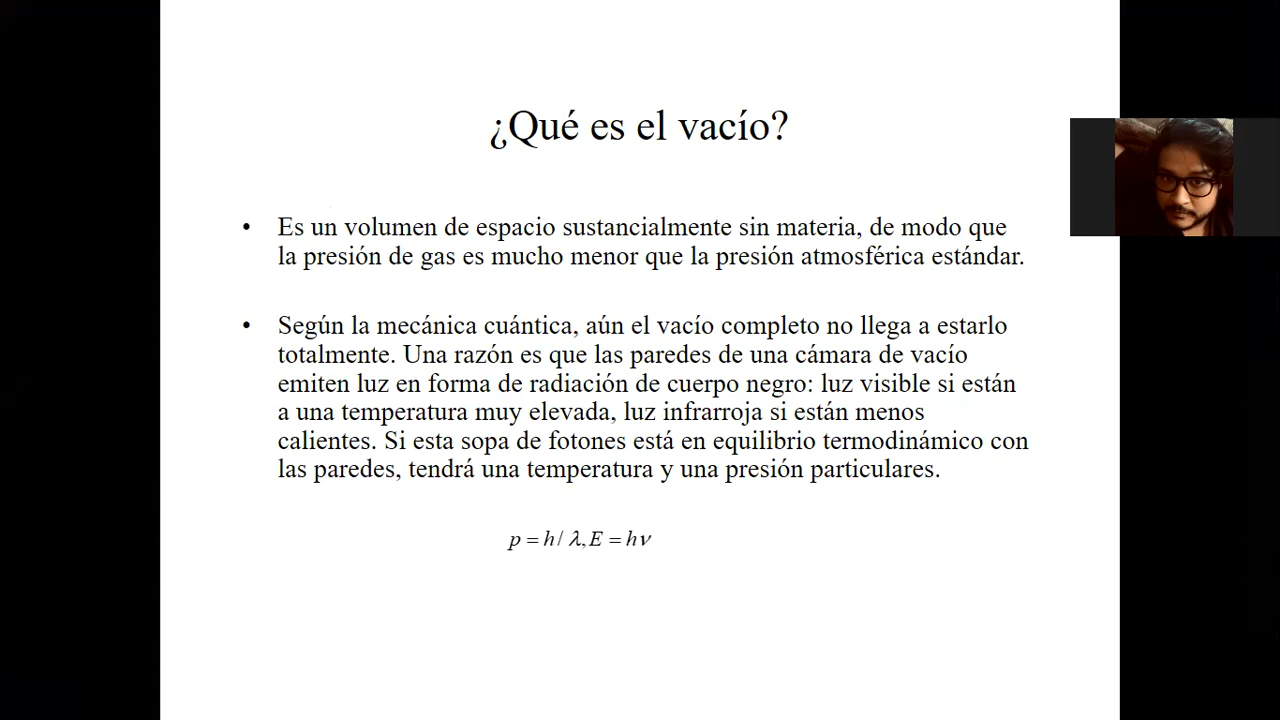 ¿Qué es el vacío?
• Es un volumen de espacio sustancialmente sin materia, de modo que
la presión de gas es mucho menor que la presión atmosférica estándar.
• Según la mecánica cuántica, aún el vacío completo no llega a estarlo
totalmente. Una razón es que las paredes de una cámara de vacío
emiten luz en forma de radiación de cuerpo negro: luz visible si están
a una temperatura muy elevada, luz infrarroja si están menos
calientes. Si esta sopa de fotones está en equilibrio termodinámico con
las paredes, tendrá una temperatura y una presión particulares.
p = h / λ, E = hν